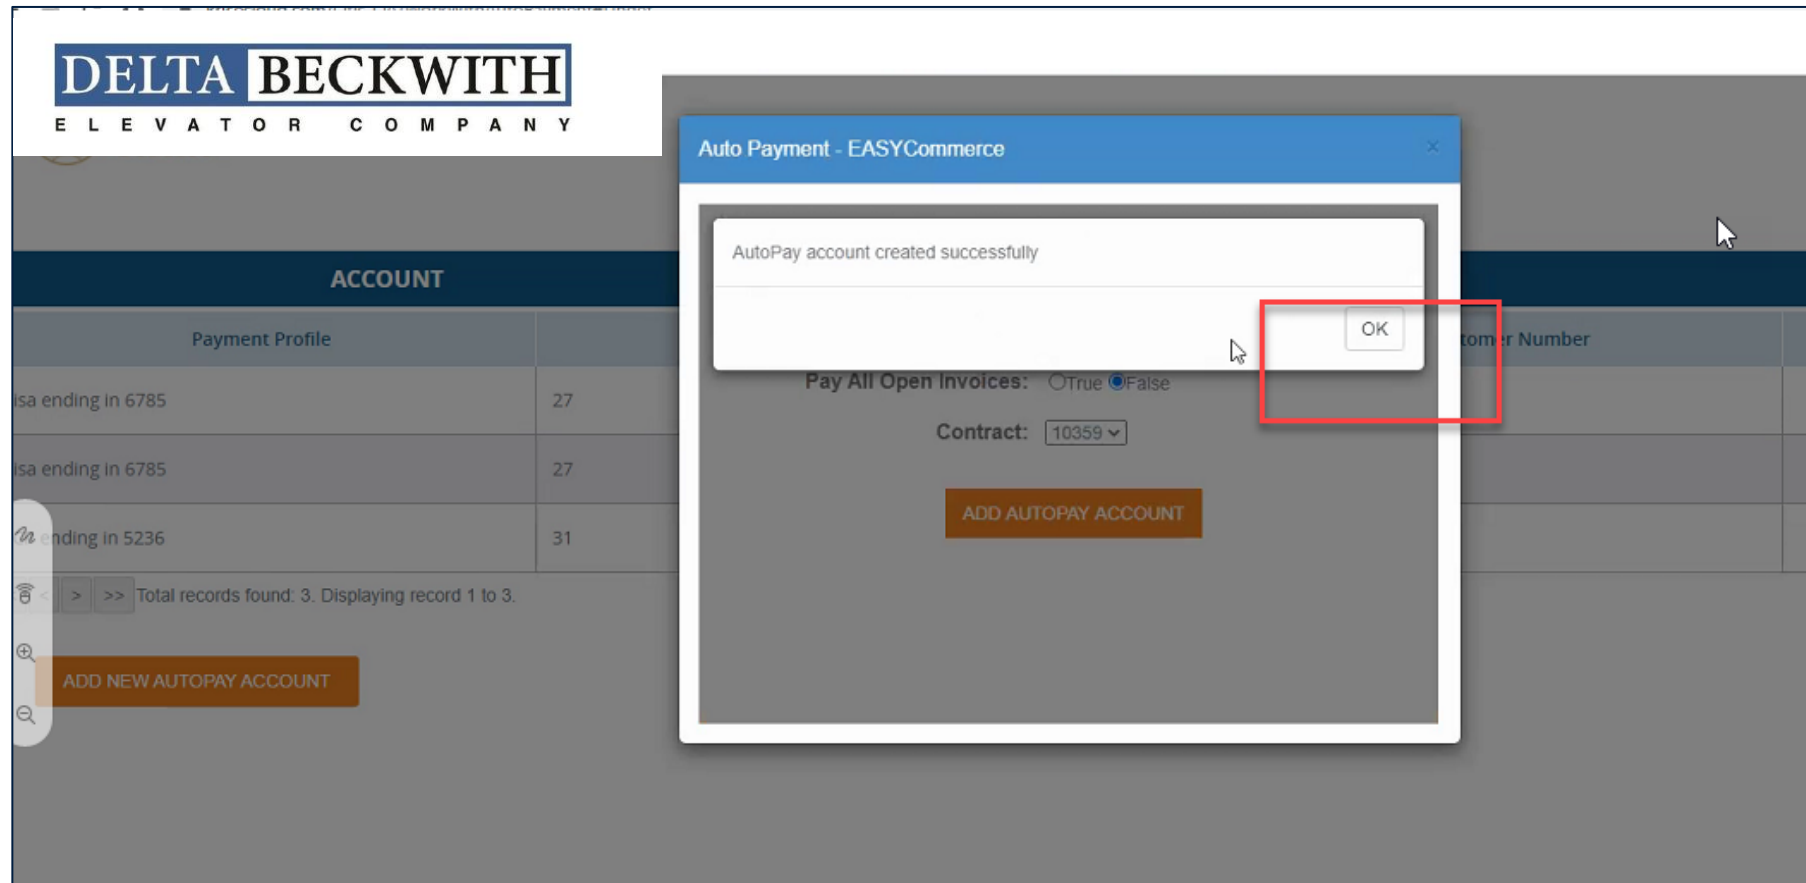 DELTA BECKWITH
ELEVATOR COMPANY
Auto Payment - EASYCommerce
×
AutoPay account created successfully
OK
ACCOUNT
Payment Profile
tomer Number
isa ending in 6785 27
isa ending in 6785 27
nding in 5236 31
Pay All Open Invoices: True False
Contract: 10359
ADD AUTOPAY ACCOUNT
< > >> Total records found: 3. Displaying record 1 to 3.
ADD NEW AUTOPAY ACCOUNT